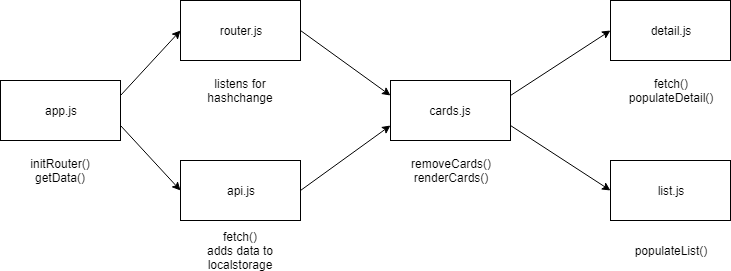 router.js
listens for
hashchange
app.js
initRouter()
getData()
api.js
fetch()
adds data to
localstorage
cards.js
removeCards()
renderCards()
detail.js
fetch()
populateDetail()
list.js
populateList()